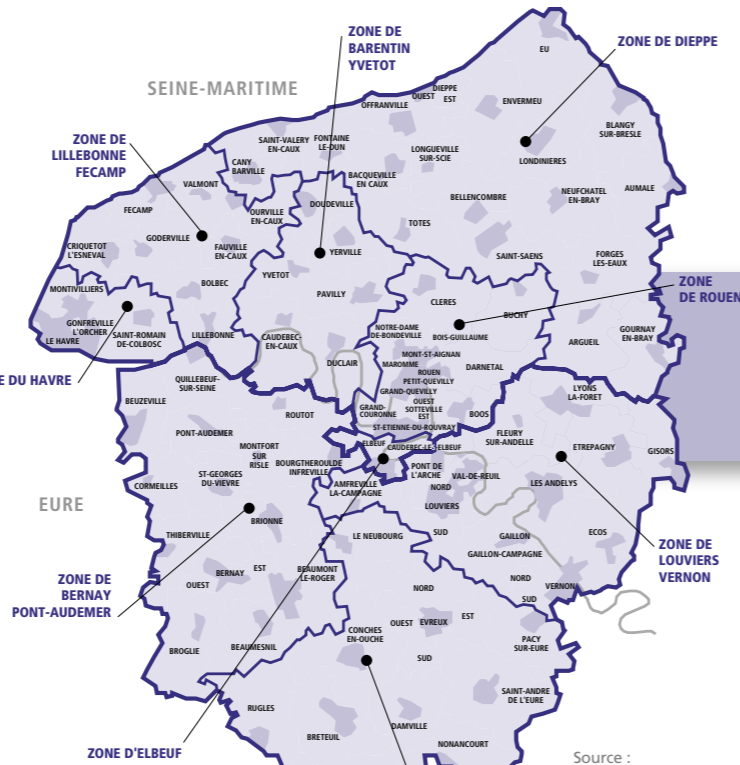 ZONE DE
BARENTIN
YVETOT
ZONE DE DIEPPE
SEINE-MARITIME
EU
DIEPPE
OUEST
EST
OFFRANVILLE
ENVERMEU
BLANGY
SUR-BRESLE
ZONE DE
LILLEBONNE
FECAMP
SAINT-VALERY
EN-CAUX
FONTAINE
LE-DUN
LONGUEVILLE
SUR-SCIE
LONDINIERES
CANY
BARVILLE
BACQUEVILLE
EN CAUX
VALMONT
NEUFCHATEL
EN-BRAY
AUMALE
BELLENCOMBRE
FECAMP
OURVILLE
EN-CAUX
DOUDEVILLE
TOTES
GODERVILLE
CRIQUETOT
L'ESNEVAL
FAUVILLE
EN-CAUX
YERVILLE
SAINT-SAENS
FORGES
LES-EAUX
YVETOT
MONTIVILLIERS
BOLBEC
PAVILLY
CLERES
BUCHY
ZONE
DE ROUEN
GONFREVILLE
L'ORCHER
LE HAVRE
SAINT-ROMAIN
DE-COLBOSC
LILLEBONNE
CAUDEBEC-
EN-CAUX
NOTRE-DAME
DE-BONDEVILLE
BOIS-GUILLAUME
ARGUEIL
GOURNAY
EN-BRAY
DUCLAIR
MONT-ST-AIGNAN
MAROMME
ROUEN
DARNETAL
PETIT-QUEVILLY
GRAND-QUEVILLY
E DU HAVRE
QUILLEBEUF-
SUR-SEINE
LYONS
LA-FORET
BEUZEVILLE
ROUTOT
GRAND-
COURONNE
OUEST
SOTTEVILLE
EST
BOOS
ST-ETIENNE-DU-ROUVRAY
PONT-AUDEMER
FLEURY
SUR-ANDELLE
ETREPAGNY
GISORS
MONTFORT
SUR
RISLE
ELBEUF
CAUDEBEC-LE-ELBEUF
BOURGTHEROULDE
INFREVILLE
PONT DE
L'ARCHE
VAL-DE-REUIL
CORMEILLES
ST-GEORGES
DU-VIEVRE
AMFREVILLE
LA-CAMPAGNE
NORD
LES ANDELYS
LOUVIERS
EURE
BRIONNE
THIBERVILLE
LE NEUBOURG
SUD
GAILLON
ECOS
GAILLON-CAMPAGNE
ZONE DE
LOUVIERS
VERNON
ZONE DE
BERNAY
PONT-AUDEMER
BERNAY
EST
OUEST
BEAUMONT
LE-ROGER
NORD
NORD
VERNON
SUD
CONCHES
EN-OUCHE
OUEST
EVREUX
EST
BROGLIE
BEAUMESNIL
SUD
PACY
SUR-EURE
RUGLES
SAINT-ANDRE
DE L'EURE
BRETEUIL
DAMVILLE
NONANCOURT
ZONE D'ELBEUF
Source :